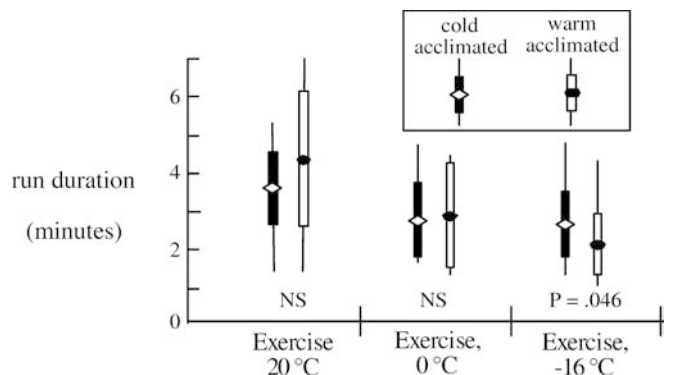 cold
acclimated
warm
acclimated
6
4
2
0
run duration
(minutes)
NS
NS
P = .046
Exercise
20 °C
Exercise,
0 °C
Exercise,
-16 °C